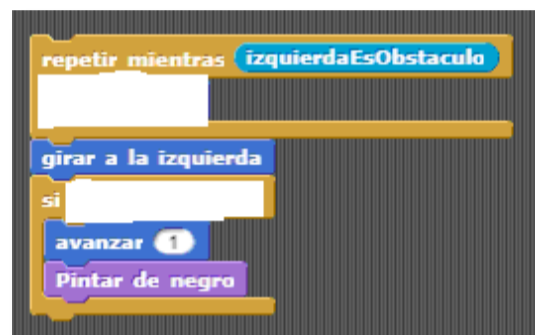 repetir mientras izquierdaEsObstaculo
girar a la izquierda
si
avanzar 1
Pintar de negro